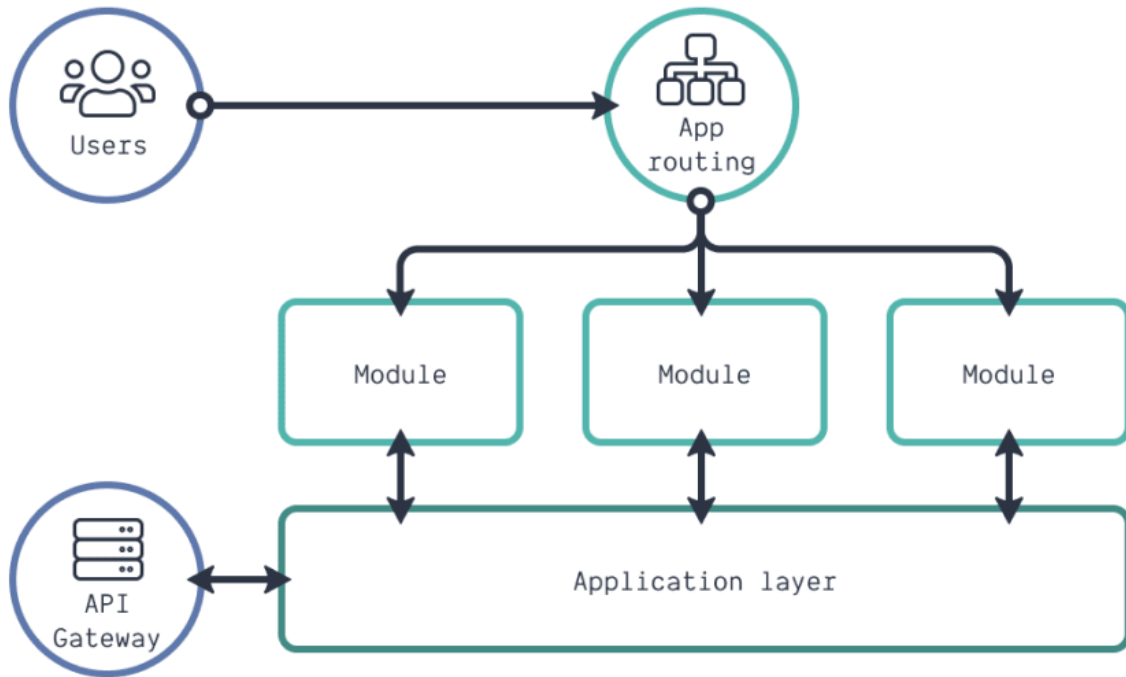 Users
App
routing
Module
Module
Module
API
Gateway
Application layer